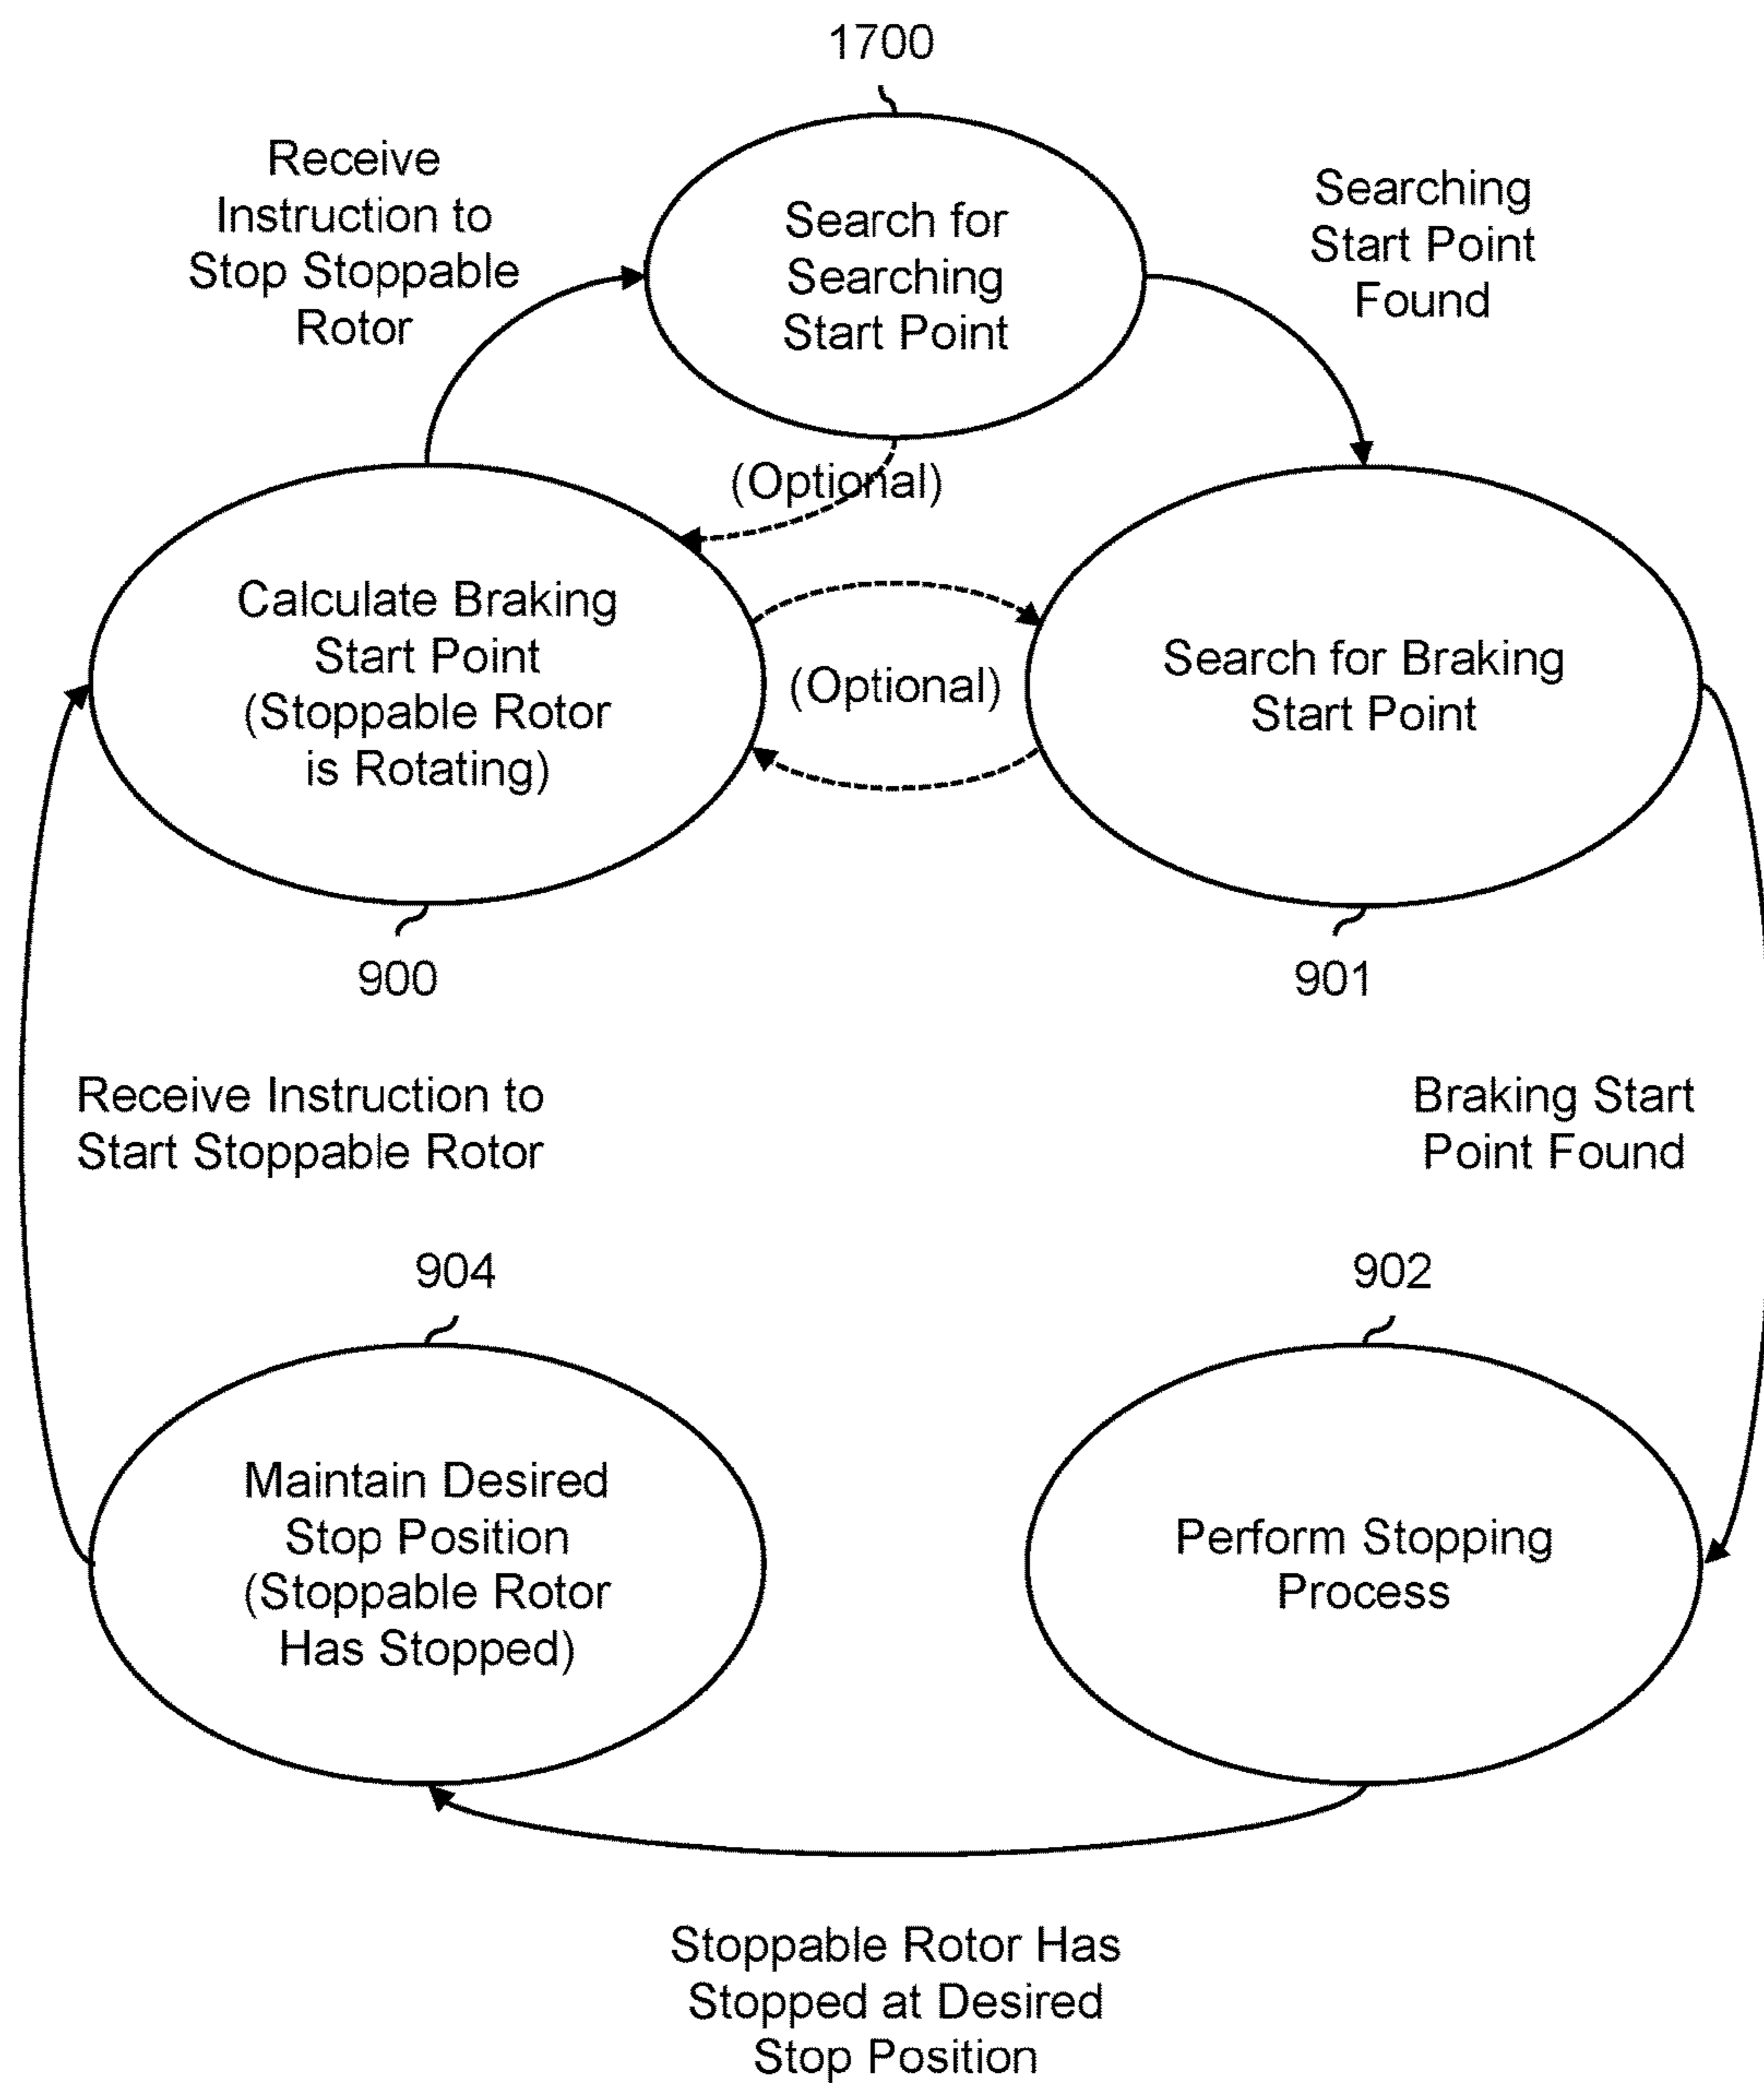 1700
Receive
Instruction to
Stop Stoppable
Rotor
Search for
Searching
Start Point
Searching
Start Point
Found
(Optional)
Calculate Braking
Start Point
(Stoppable Rotor
is Rotating)
(Optional)
Search for Braking
Start Point
900
901
Receive Instruction to
Start Stoppable Rotor
Braking Start
Point Found
904
902
Maintain Desired
Stop Position
(Stoppable Rotor
Has Stopped)
Perform Stopping
Process
Stoppable Rotor Has
Stopped at Desired
Stop Position